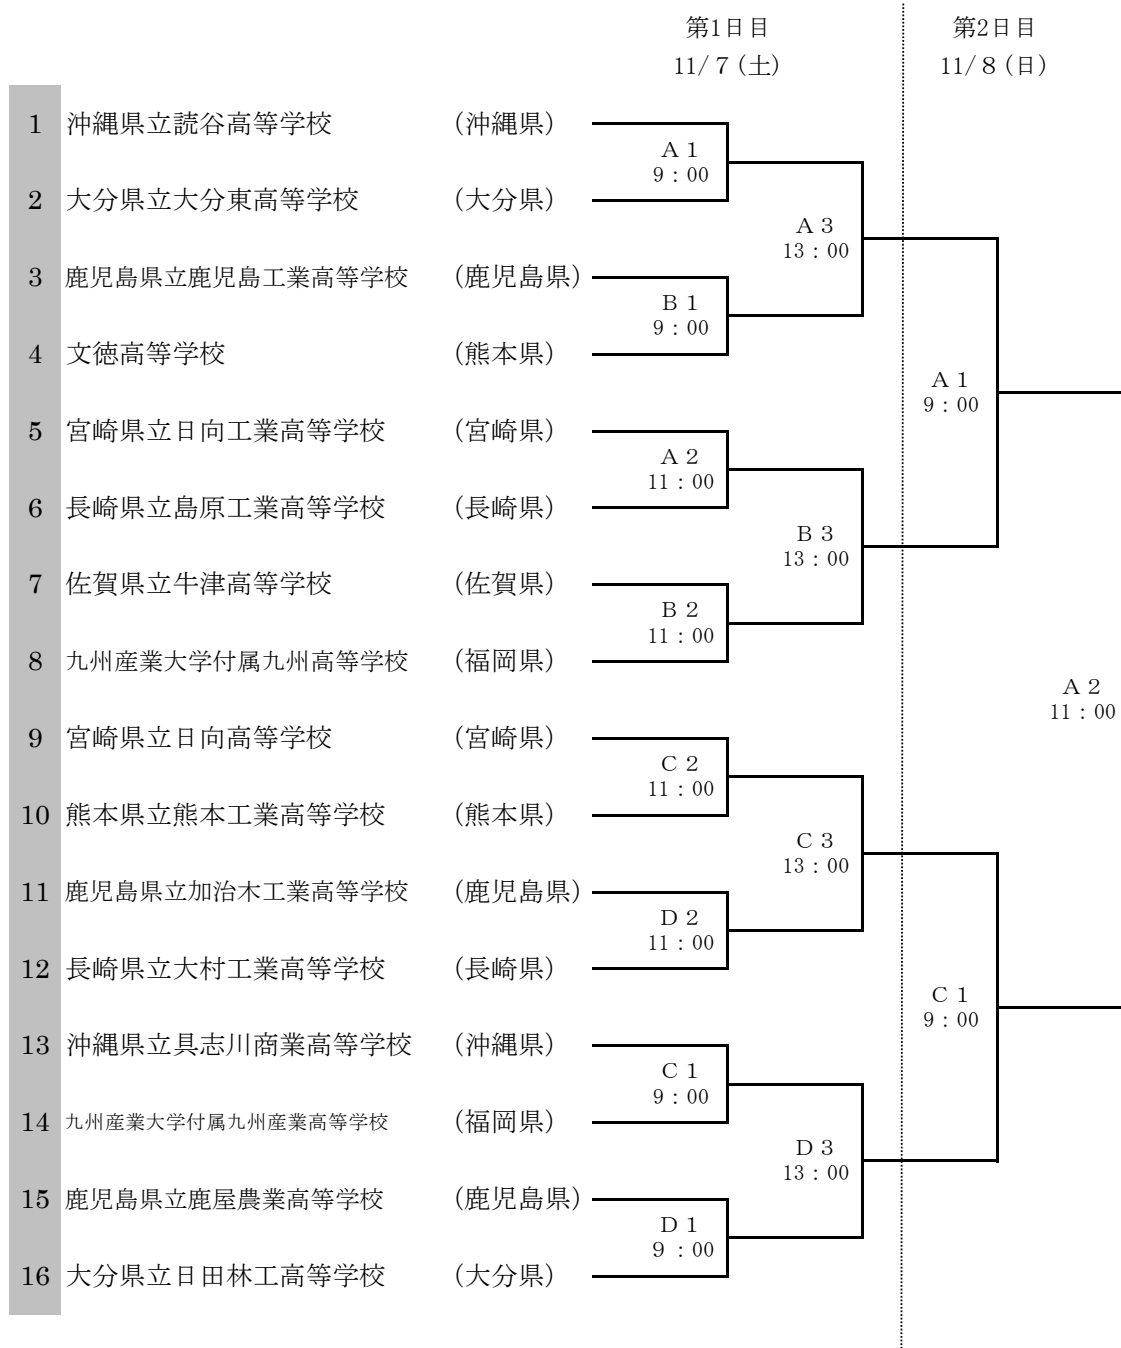 第1日目 第2日目
11/7(土) 11/8(日)
1 沖縄県立読谷高等学校 (沖縄県)
A1
9:00
2 大分県立大分東高等学校 (大分県)
A3
13:00
3 鹿児島県立鹿児島工業高等学校 (鹿児島県)
B1
9:00
4 文徳高等学校 (熊本県)
A1
9:00
5 宮崎県立日向工業高等学校 (宮崎県)
A2
11:00
6 長崎県立島原工業高等学校 (長崎県)
B3
13:00
7 佐賀県立牛津高等学校 (佐賀県)
B2
11:00
8 九州産業大学付属九州高等学校 (福岡県)
A2
11:00
9 宮崎県立日向高等学校 (宮崎県)
C2
11:00
10 熊本県立熊本工業高等学校 (熊本県)
C3
13:00
11 鹿児島県立加治木工業高等学校 (鹿児島県)
D2
11:00
12 長崎県立大村工業高等学校 (長崎県)
C1
9:00
13 沖縄県立具志川商業高等学校 (沖縄県)
C1
9:00
14 九州産業大学付属九州産業高等学校 (福岡県)
D3
13:00
15 鹿児島県立鹿屋農業高等学校 (鹿児島県)
D1
9:00
16 大分県立日田林工高等学校 (大分県)